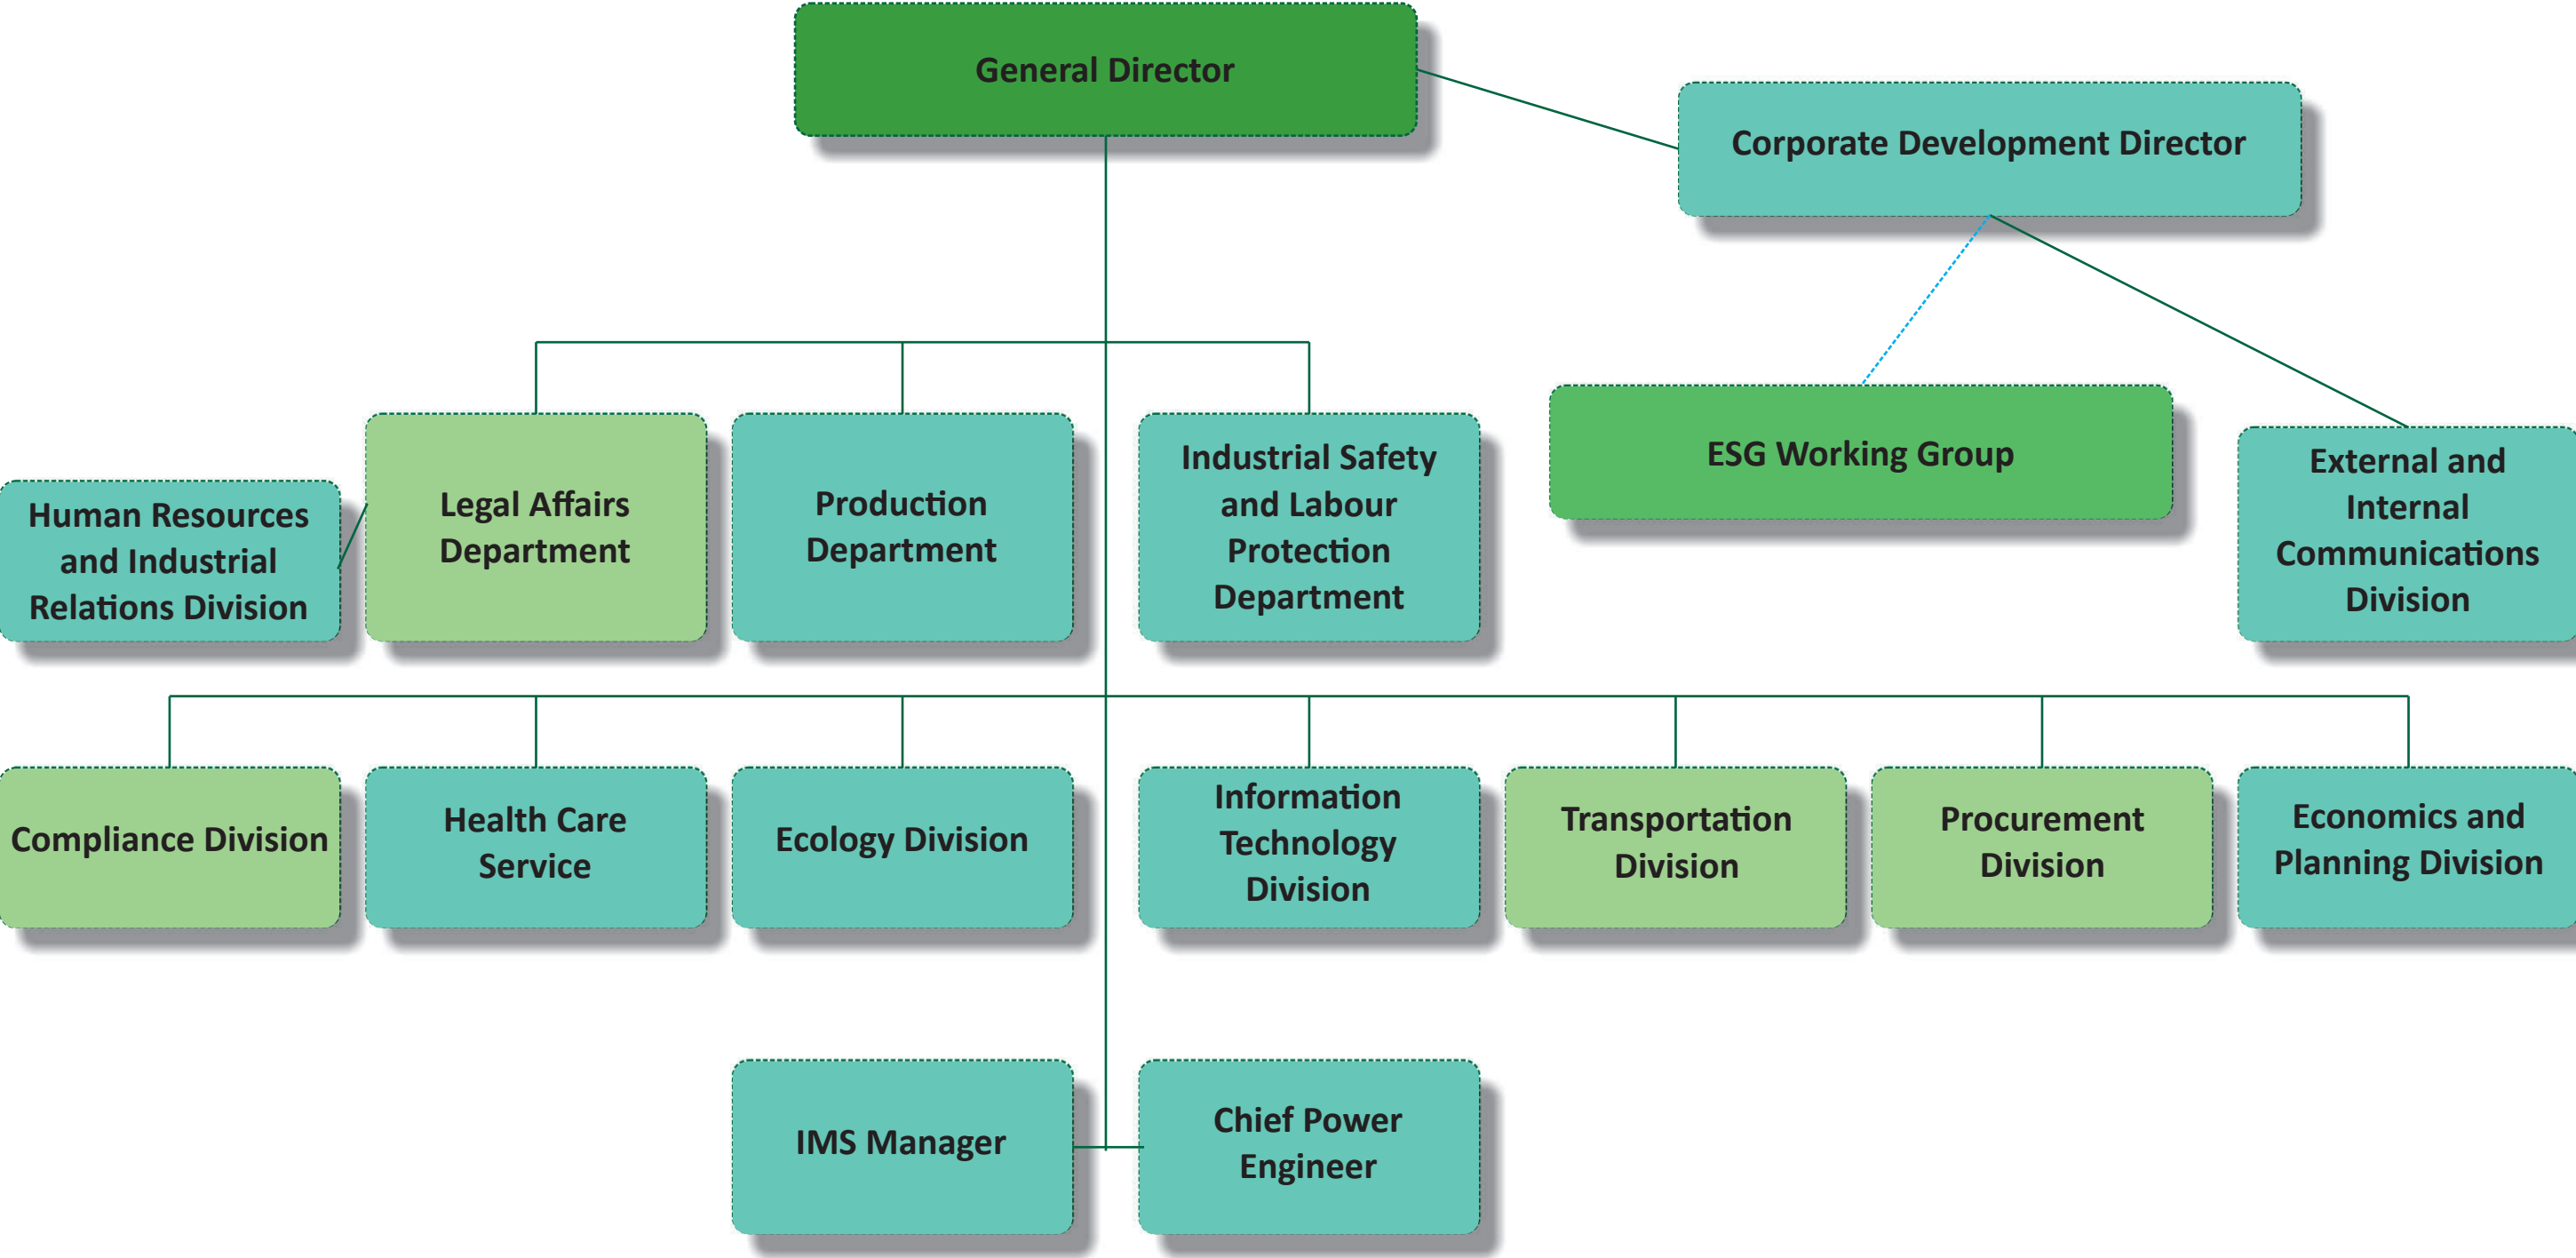 General Director
Corporate Development Director
Human Resources
and Industrial
Relations Division
Legal Affairs
Department
Production
Department
Industrial Safety
and Labour
Protection
Department
ESG Working Group
External and
Internal
Communications
Division
Compliance Division
Health Care
Service
Ecology Division
Information
Technology
Division
Transportation
Division
Procurement
Division
Economics and
Planning Division
IMS Manager
Chief Power
Engineer